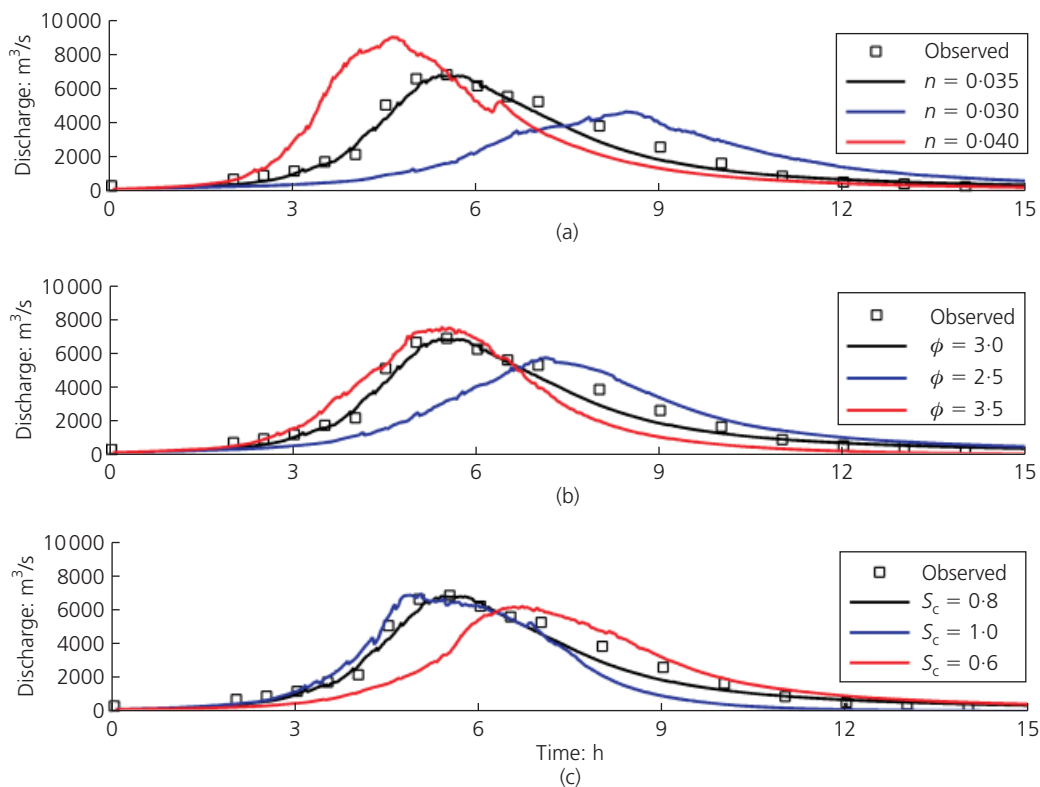 10 000
8000
6000
4000
2000
0
Discharge: m³/s
0 3 6 9 12 15
Observed
n = 0·035
n = 0·030
n = 0·040
(a)
10 000
8000
6000
4000
2000
0
Discharge: m³/s
0 3 6 9 12 15
Observed
ϕ = 3·0
ϕ = 2·5
ϕ = 3·5
(b)
10 000
8000
6000
4000
2000
0
Discharge: m³/s
0 3 6 9 12 15
Observed
Sc = 0·8
Sc = 1·0
Sc = 0·6
Time: h
(c)